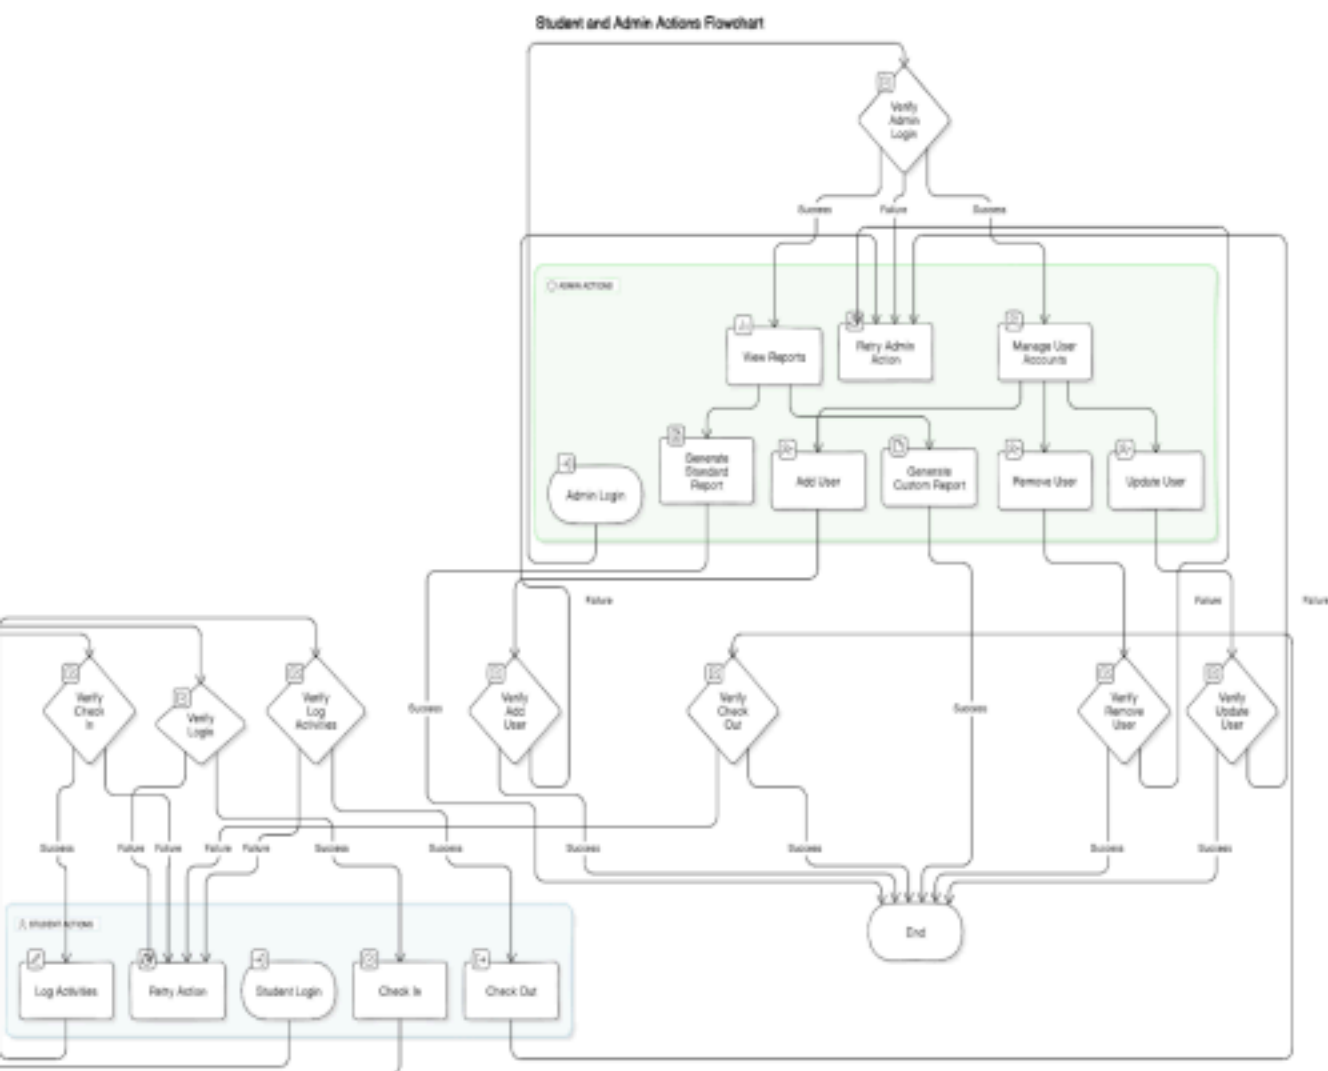 Student and Admin Actions Flowchart
Verify
Admin
Login
Success
Failure
Success
ADMIN ACTIONS
View Reports
Retry Admin
Action
Manage User
Accounts
Generate
Standard
Report
Admin Login
Add User
Generate
Custom Report
Remove User
Update User
Failure
Failure
Failure
Verify
Check
In
Verify
Login
Verify
Log
Activities
Success
Verify
Add
User
Verify
Check
Out
Success
Verify
Remove
User
Verify
Update
User
Success
Failure
Failure
Failure
Failure
Success
Success
Success
Success
Success
Success
STUDENT ACTIONS
End
Log Activities
Retry Action
Student Login
Check In
Check Out